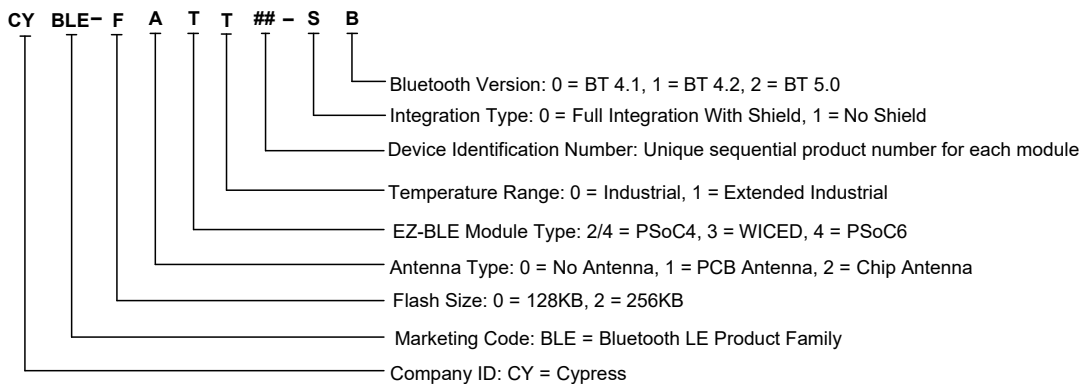 CY BLE- F A T T ## - S B
Bluetooth Version: 0 = BT 4.1, 1 = BT 4.2, 2 = BT 5.0
Integration Type: 0 = Full Integration With Shield, 1 = No Shield
Device Identification Number: Unique sequential product number for each module
Temperature Range: 0 = Industrial, 1 = Extended Industrial
EZ-BLE Module Type: 2/4 = PSoC4, 3 = WICED, 4 = PSoC6
Antenna Type: 0 = No Antenna, 1 = PCB Antenna, 2 = Chip Antenna
Flash Size: 0 = 128KB, 2 = 256KB
Marketing Code: BLE = Bluetooth LE Product Family
Company ID: CY = Cypress